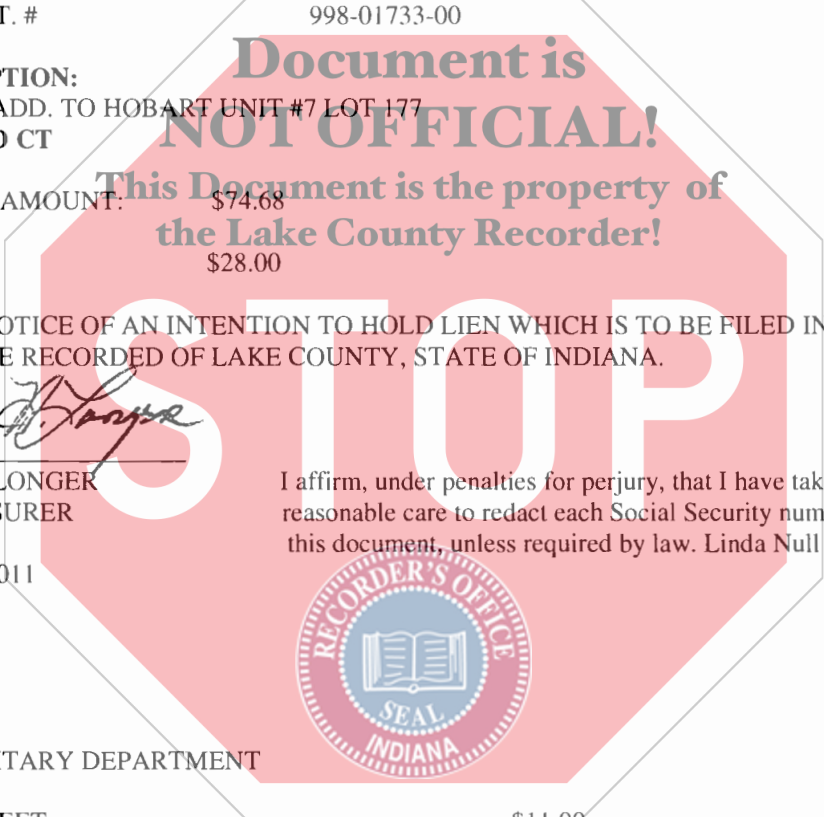 T. # 998-01733-00
Document is
PTION:
ADD. TO HOBART UNIT #7 LOT 177
NOT OFFICIAL!
D CT
This Document is the property of
AMOUNT: $74.68
the Lake County Recorder!
$28.00
STOP
OTICE OF AN INTENTION TO HOLD LIEN WHICH IS TO BE FILED IN
E RECORDED OF LAKE COUNTY, STATE OF INDIANA.
LONGER
SURER
I affirm, under penalties for perjury, that I have tak
reasonable care to redact each Social Security num
this document, unless required by law. Linda Null
011
RECORDER'S OFFICE
SEAL
INDIANA
ITARY DEPARTMENT
$14.00